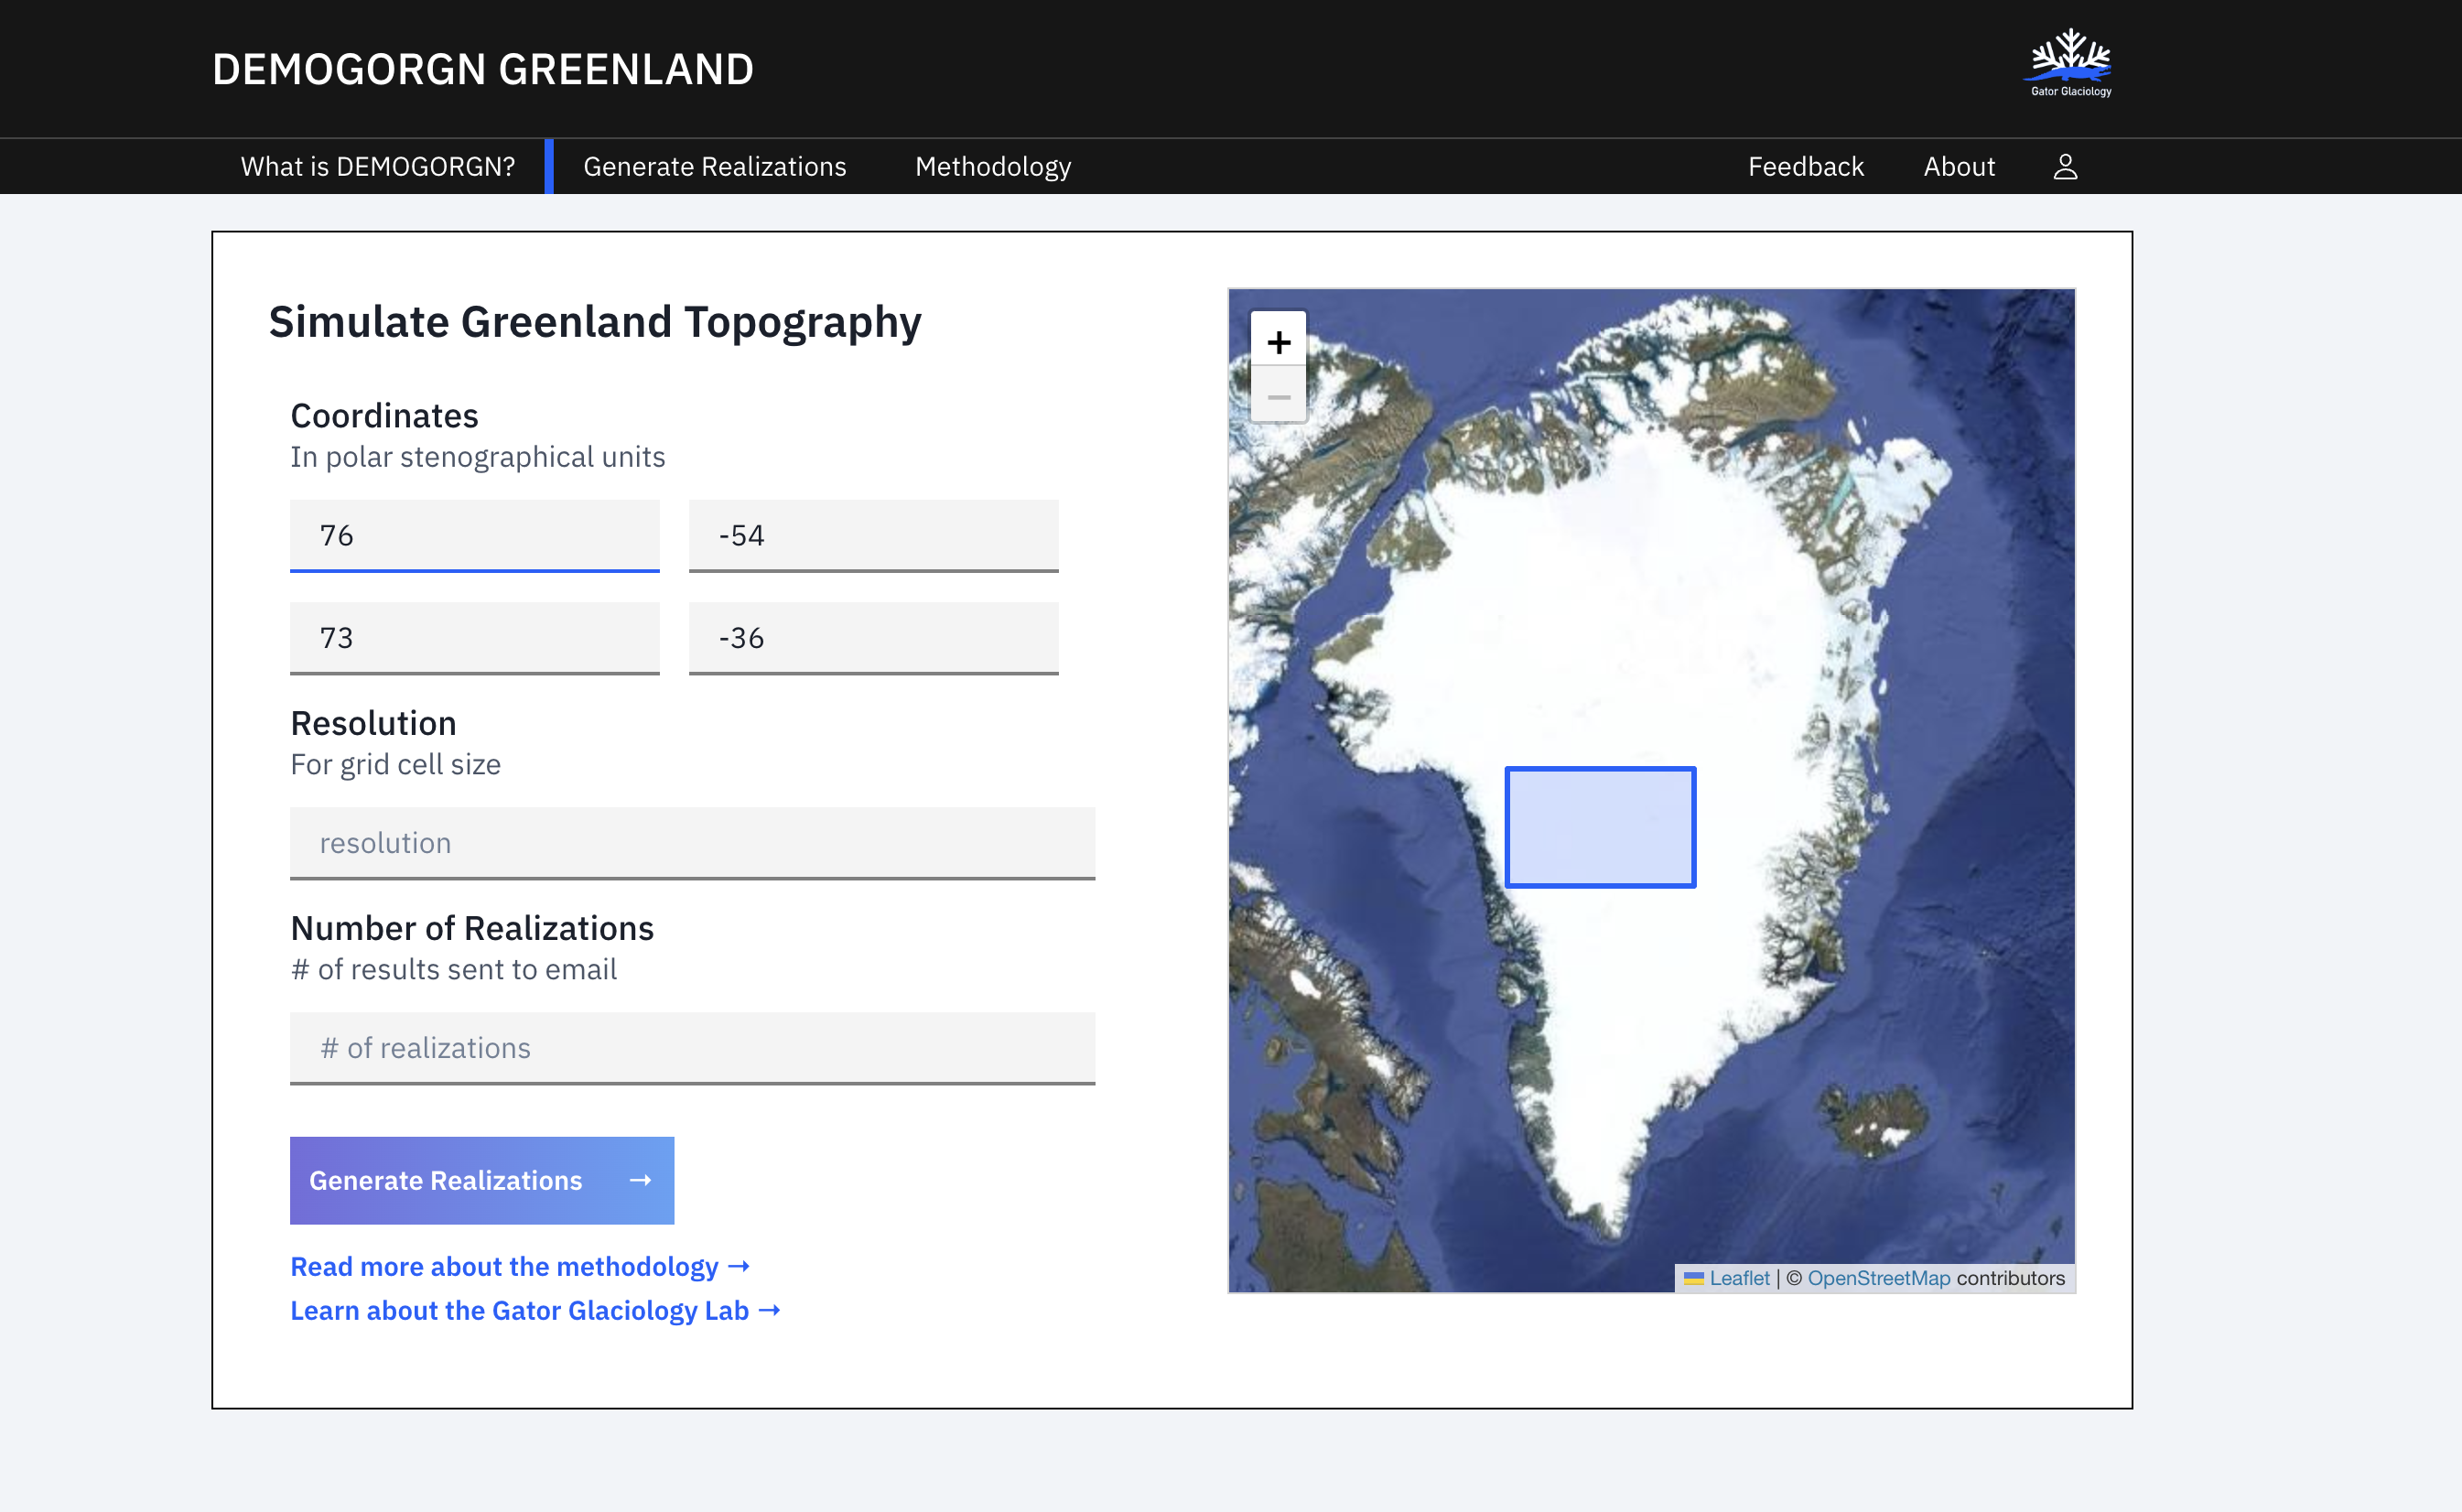 DEMOGORGN GREENLAND
Gator Glaciology
What is DEMOGORGN? Generate Realizations Methodology Feedback About
Simulate Greenland Topography
Coordinates
In polar stenographical units
76 -54
73 -36
Resolution
For grid cell size
resolution
Number of Realizations
# of results sent to email
# of realizations
Generate Realizations →
Read more about the methodology →
Learn about the Gator Glaciology Lab →
+
−
Leaflet | © OpenStreetMap contributors